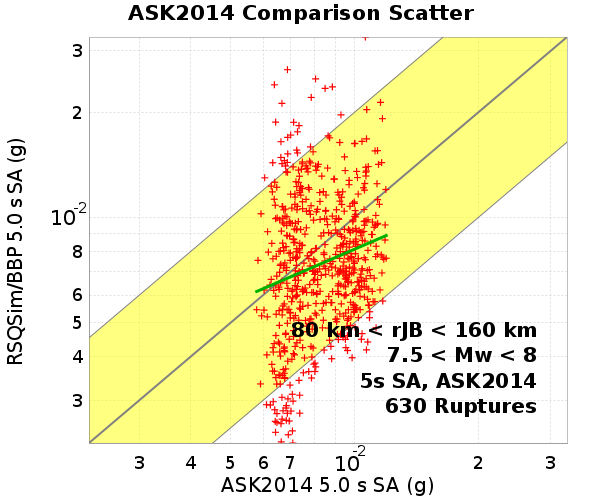 ASK2014 Comparison Scatter
RSQSim/BBP 5.0 s SA (g)
3
2
10-2
8
6
5
4
3
80 km < rJB < 160 km
7.5 < Mw < 8
5s SA, ASK2014
630 Ruptures
3 4 5 6 7 10-2 2 3
ASK2014 5.0 s SA (g)